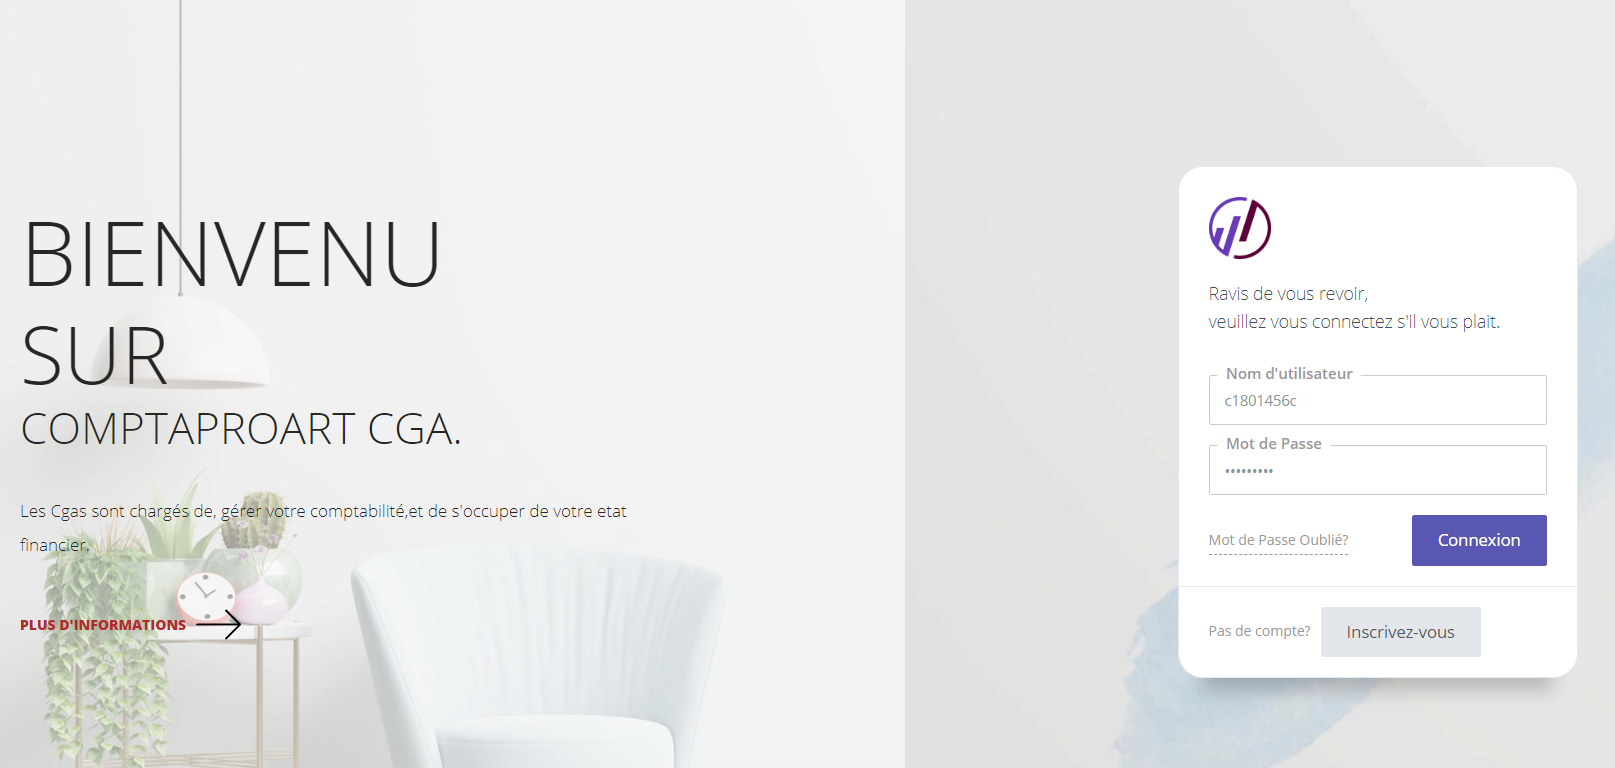 BIENVENU
SUR
COMPTAPROART CGA.
Les Cgas sont chargés de, gérer votre comptabilité,et de s'occuper de votre etat
financier.
PLUS D'INFORMATIONS
Ravis de vous revoir,
veuillez vous connectez s'il vous plait.
Nom d'utilisateur
c1801456c
Mot de Passe
•••••••••
Mot de Passe Oublié?
Connexion
Pas de compte?
Inscrivez-vous